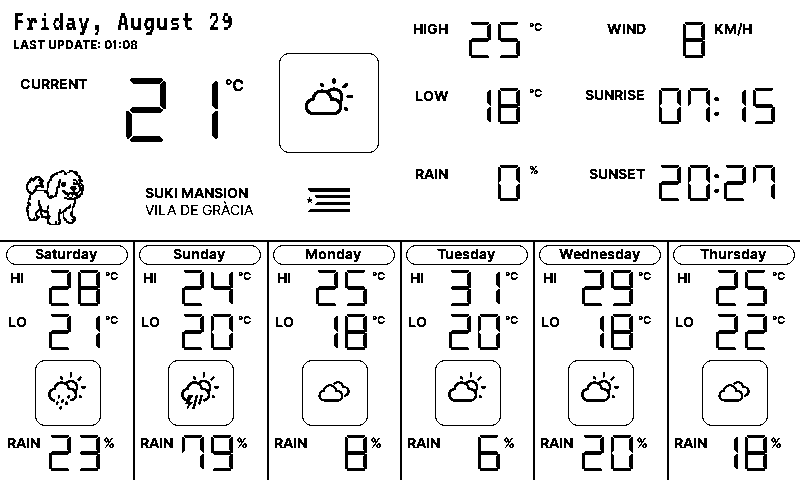 Friday, August 29
LAST UPDATE: 01:08
CURRENT 21 °C
HIGH 25 °C
WIND 8 KM/H
LOW 18 °C
SUNRISE 07:15
RAIN 0 %
SUNSET 20:27
SUKI MANSION
VILA DE GRÀCIA
Saturday
HI 28 °C
LO 21 °C
RAIN 23 %
Sunday
HI 24 °C
LO 20 °C
RAIN 79 %
Monday
HI 25 °C
LO 18 °C
RAIN 8 %
Tuesday
HI 31 °C
LO 20 °C
RAIN 6 %
Wednesday
HI 29 °C
LO 18 °C
RAIN 20 %
Thursday
HI 25 °C
LO 22 °C
RAIN 18 %